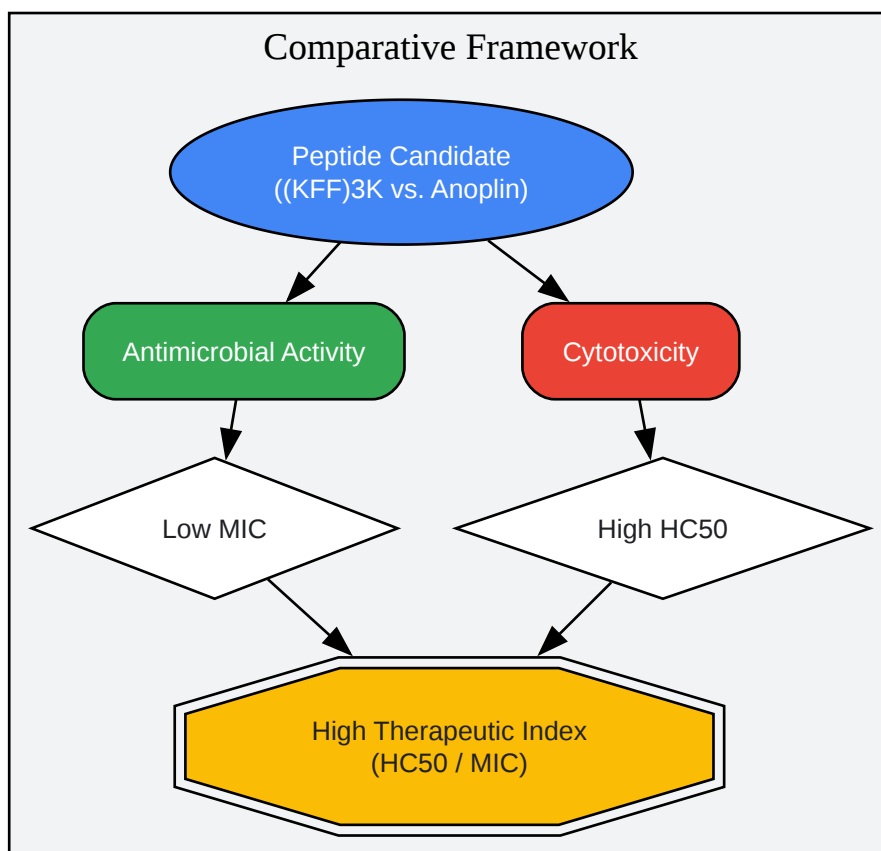 Comparative Framework
Peptide Candidate
((KFF)3K vs. Anoplin)
Antimicrobial Activity
Cytotoxicity
Low MIC
High HC50
High Therapeutic Index
(HC50 / MIC)